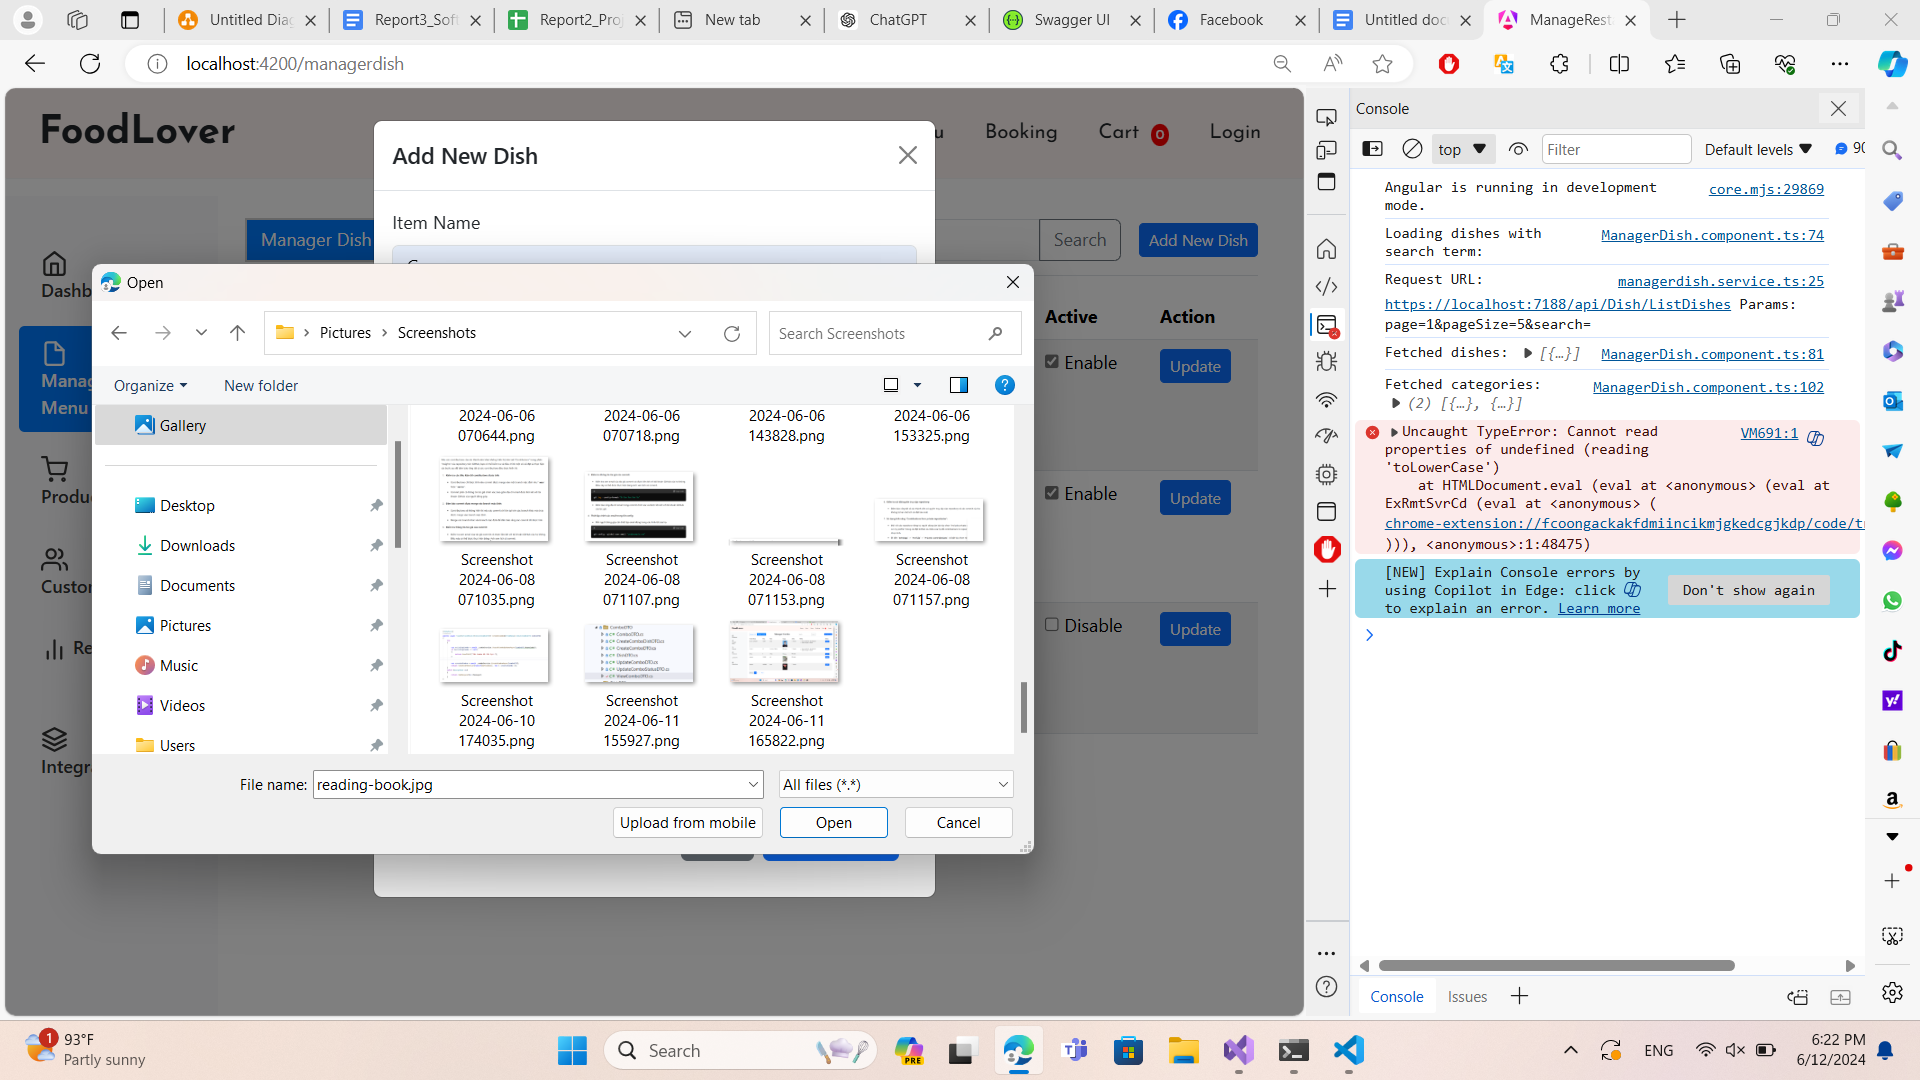 Untitled Dia
Report3_Sof
Report2_Proj
New tab
ChatGPT
Swagger UI
Facebook
Untitled doc
ManageRest
localhost:4200/managerdish
FoodLover
u
Booking
Cart 0
Login
Add New Dish
Item Name
Manager Dish
Search
Add New Dish
Active
Action
Enable
Update
Enable
Update
Disable
Update
Dashb
Manag
Menu
Produ
Custo
Re
Integra
Open
Pictures > Screenshots
Search Screenshots
Organize
New folder
Gallery
Desktop
Downloads
Documents
Pictures
Music
Videos
Users
2024-06-06
070644.png
2024-06-06
070718.png
2024-06-06
143828.png
2024-06-06
153325.png
Screenshot
2024-06-08
071035.png
Screenshot
2024-06-08
071107.png
Screenshot
2024-06-08
071153.png
Screenshot
2024-06-08
071157.png
Screenshot
2024-06-10
174035.png
Screenshot
2024-06-11
155927.png
Screenshot
2024-06-11
165822.png
File name: reading-book.jpg
All files (*.*)
Upload from mobile
Open
Cancel
Console
top
Filter
Default levels
90
Angular is running in development core.mjs:29869
mode.
Loading dishes with ManagerDish.component.ts:74
search term:
Request URL: managerdish.service.ts:25
https://localhost:7188/api/Dish/ListDishes Params:
page=1&pageSize=5&search=
Fetched dishes: [{…}] ManagerDish.component.ts:81
Fetched categories: ManagerDish.component.ts:102
(2) [{…}, {…}]
Uncaught TypeError: Cannot read VM691:1
properties of undefined (reading
'toLowerCase')
at HTMLDocument.eval (eval at <anonymous> (eval at
ExRmtSvrCd (eval at <anonymous> (
chrome-extension://fcoongackakfdmiincikmjgkedcgjkdp/code/tr
))), <anonymous>:1:48475)
[NEW] Explain Console errors by
using Copilot in Edge: click
to explain an error. Learn more
Don't show again
Console
Issues
1
93°F
Partly sunny
Search
PRE
ENG
6:22 PM
6/12/2024